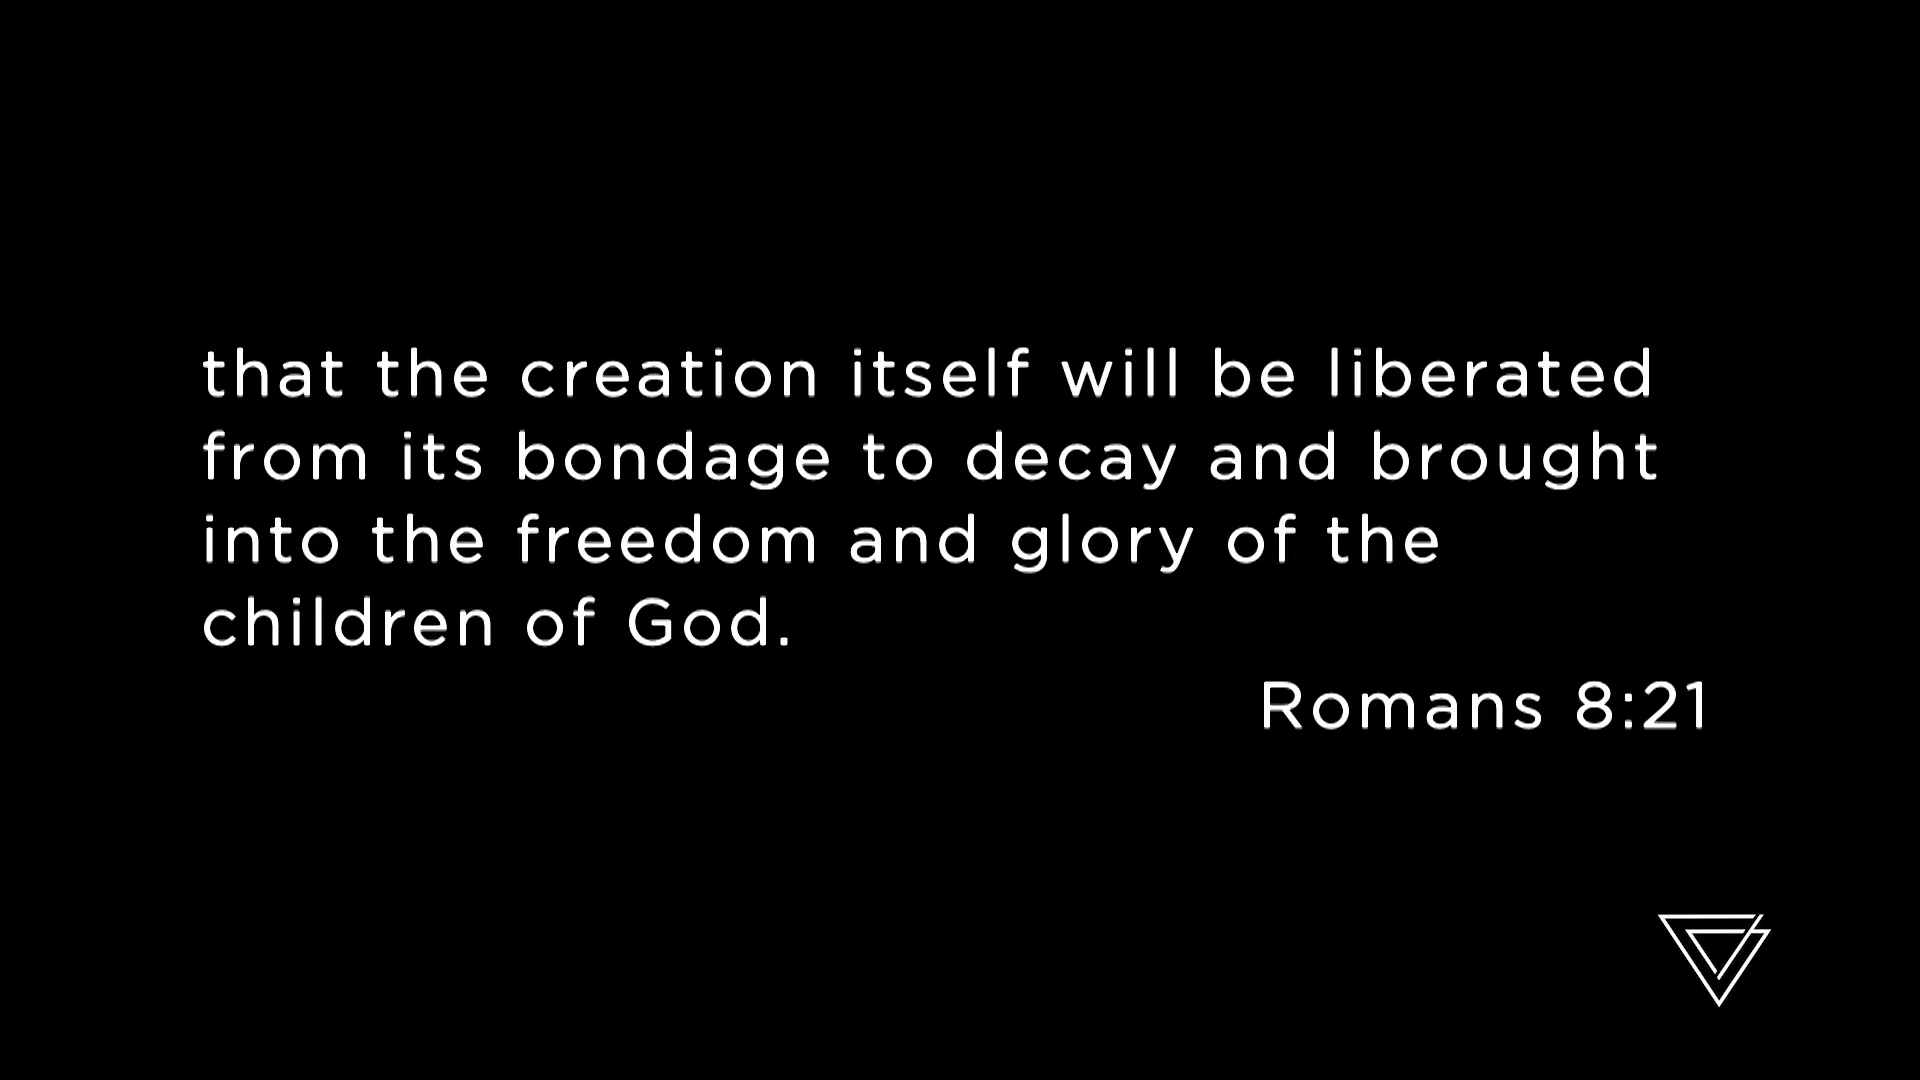 that the creation itself will be liberated
from its bondage to decay and brought
into the freedom and glory of the
children of God.
Romans 8:21